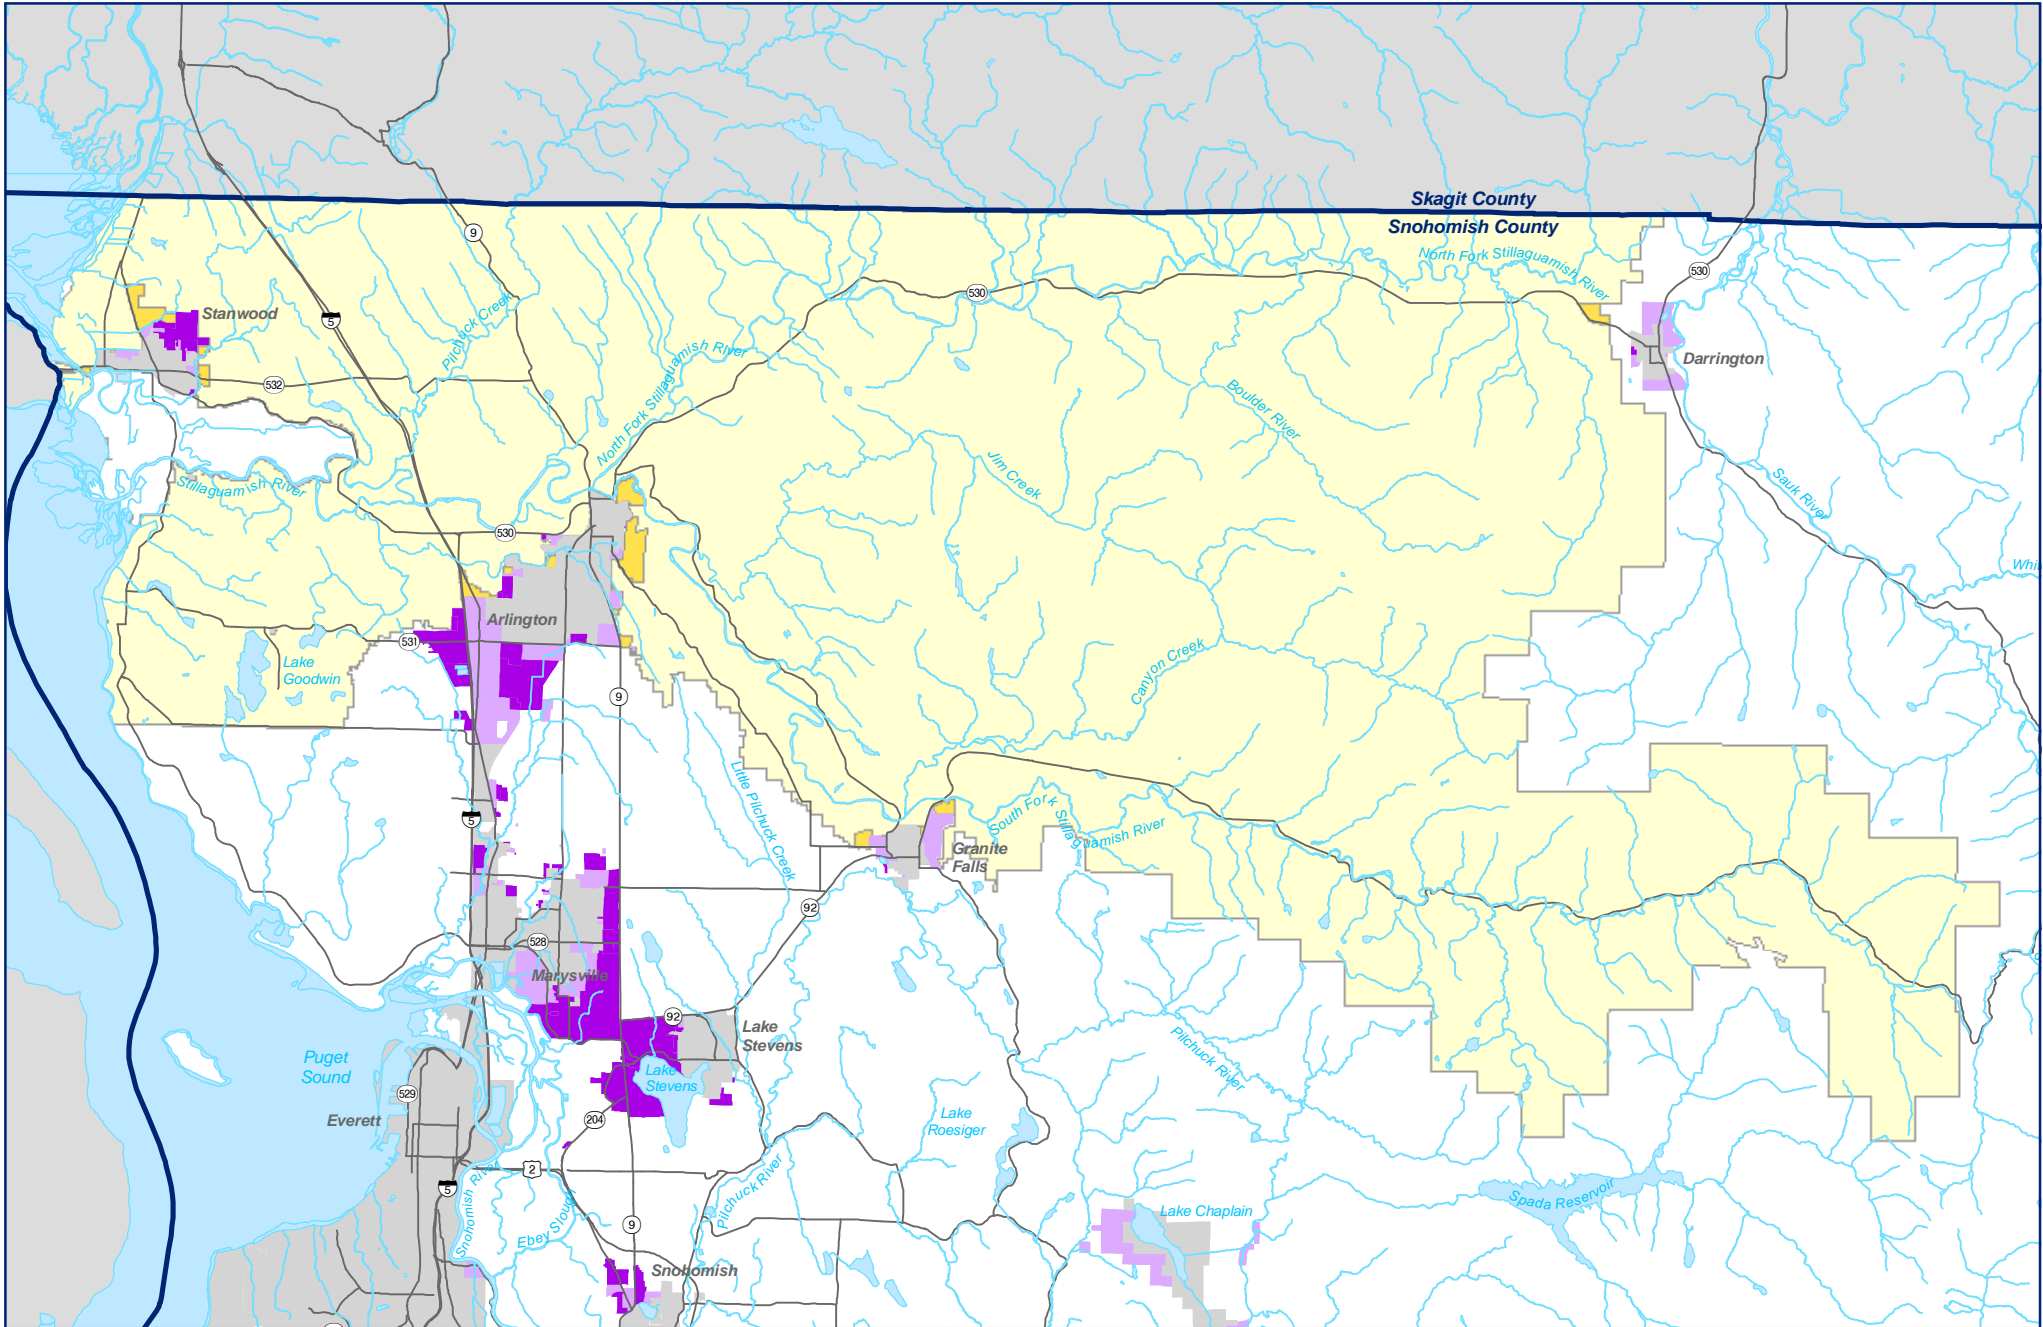 Skagit County
Snohomish County
9
North Fork Stillaguamish River
530
530
Stanwood
5
Pilchuck Creek
North Fork Stillaguamish River
Darrington
532
Boulder River
Jim Creek
Stillaguamish River
Sauk River
530
Whi
Arlington
531
Lake
Goodwin
Canyon Creek
9
Little Pilchuck Creek
5
South Fork Stillaguamish River
Granite
Falls
92
528
Marysville
92
Lake
Stevens
Pilchuck River
Puget
Sound
Lake
Stevens
529
Everett
204
Lake
Roesiger
2
5
Snohomish River
Pilchuck River
Spada Reservoir
Ebey Slough
9
Lake Chaplain
Snohomish